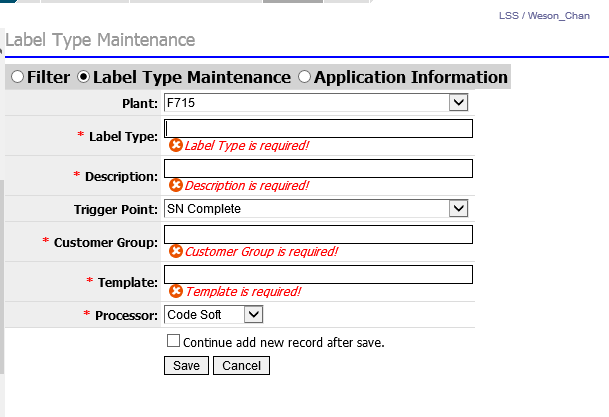 LSS / Weson_Chan
Label Type Maintenance
Filter Label Type Maintenance Application Information
Plant: F715
* Label Type:
Label Type is required!
* Description:
Description is required!
Trigger Point: SN Complete
* Customer Group:
Customer Group is required!
* Template:
Template is required!
* Processor: Code Soft
Continue add new record after save.
Save Cancel